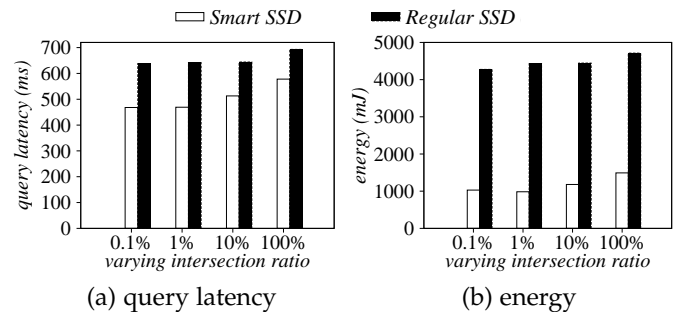 Smart SSD Regular SSD
700
600
500
400
300
200
100
0
query latency (ms)
0.1% 1% 10% 100%
varying intersection ratio
(a) query latency
5000
4000
3000
2000
1000
0
energy (mJ)
0.1% 1% 10% 100%
varying intersection ratio
(b) energy